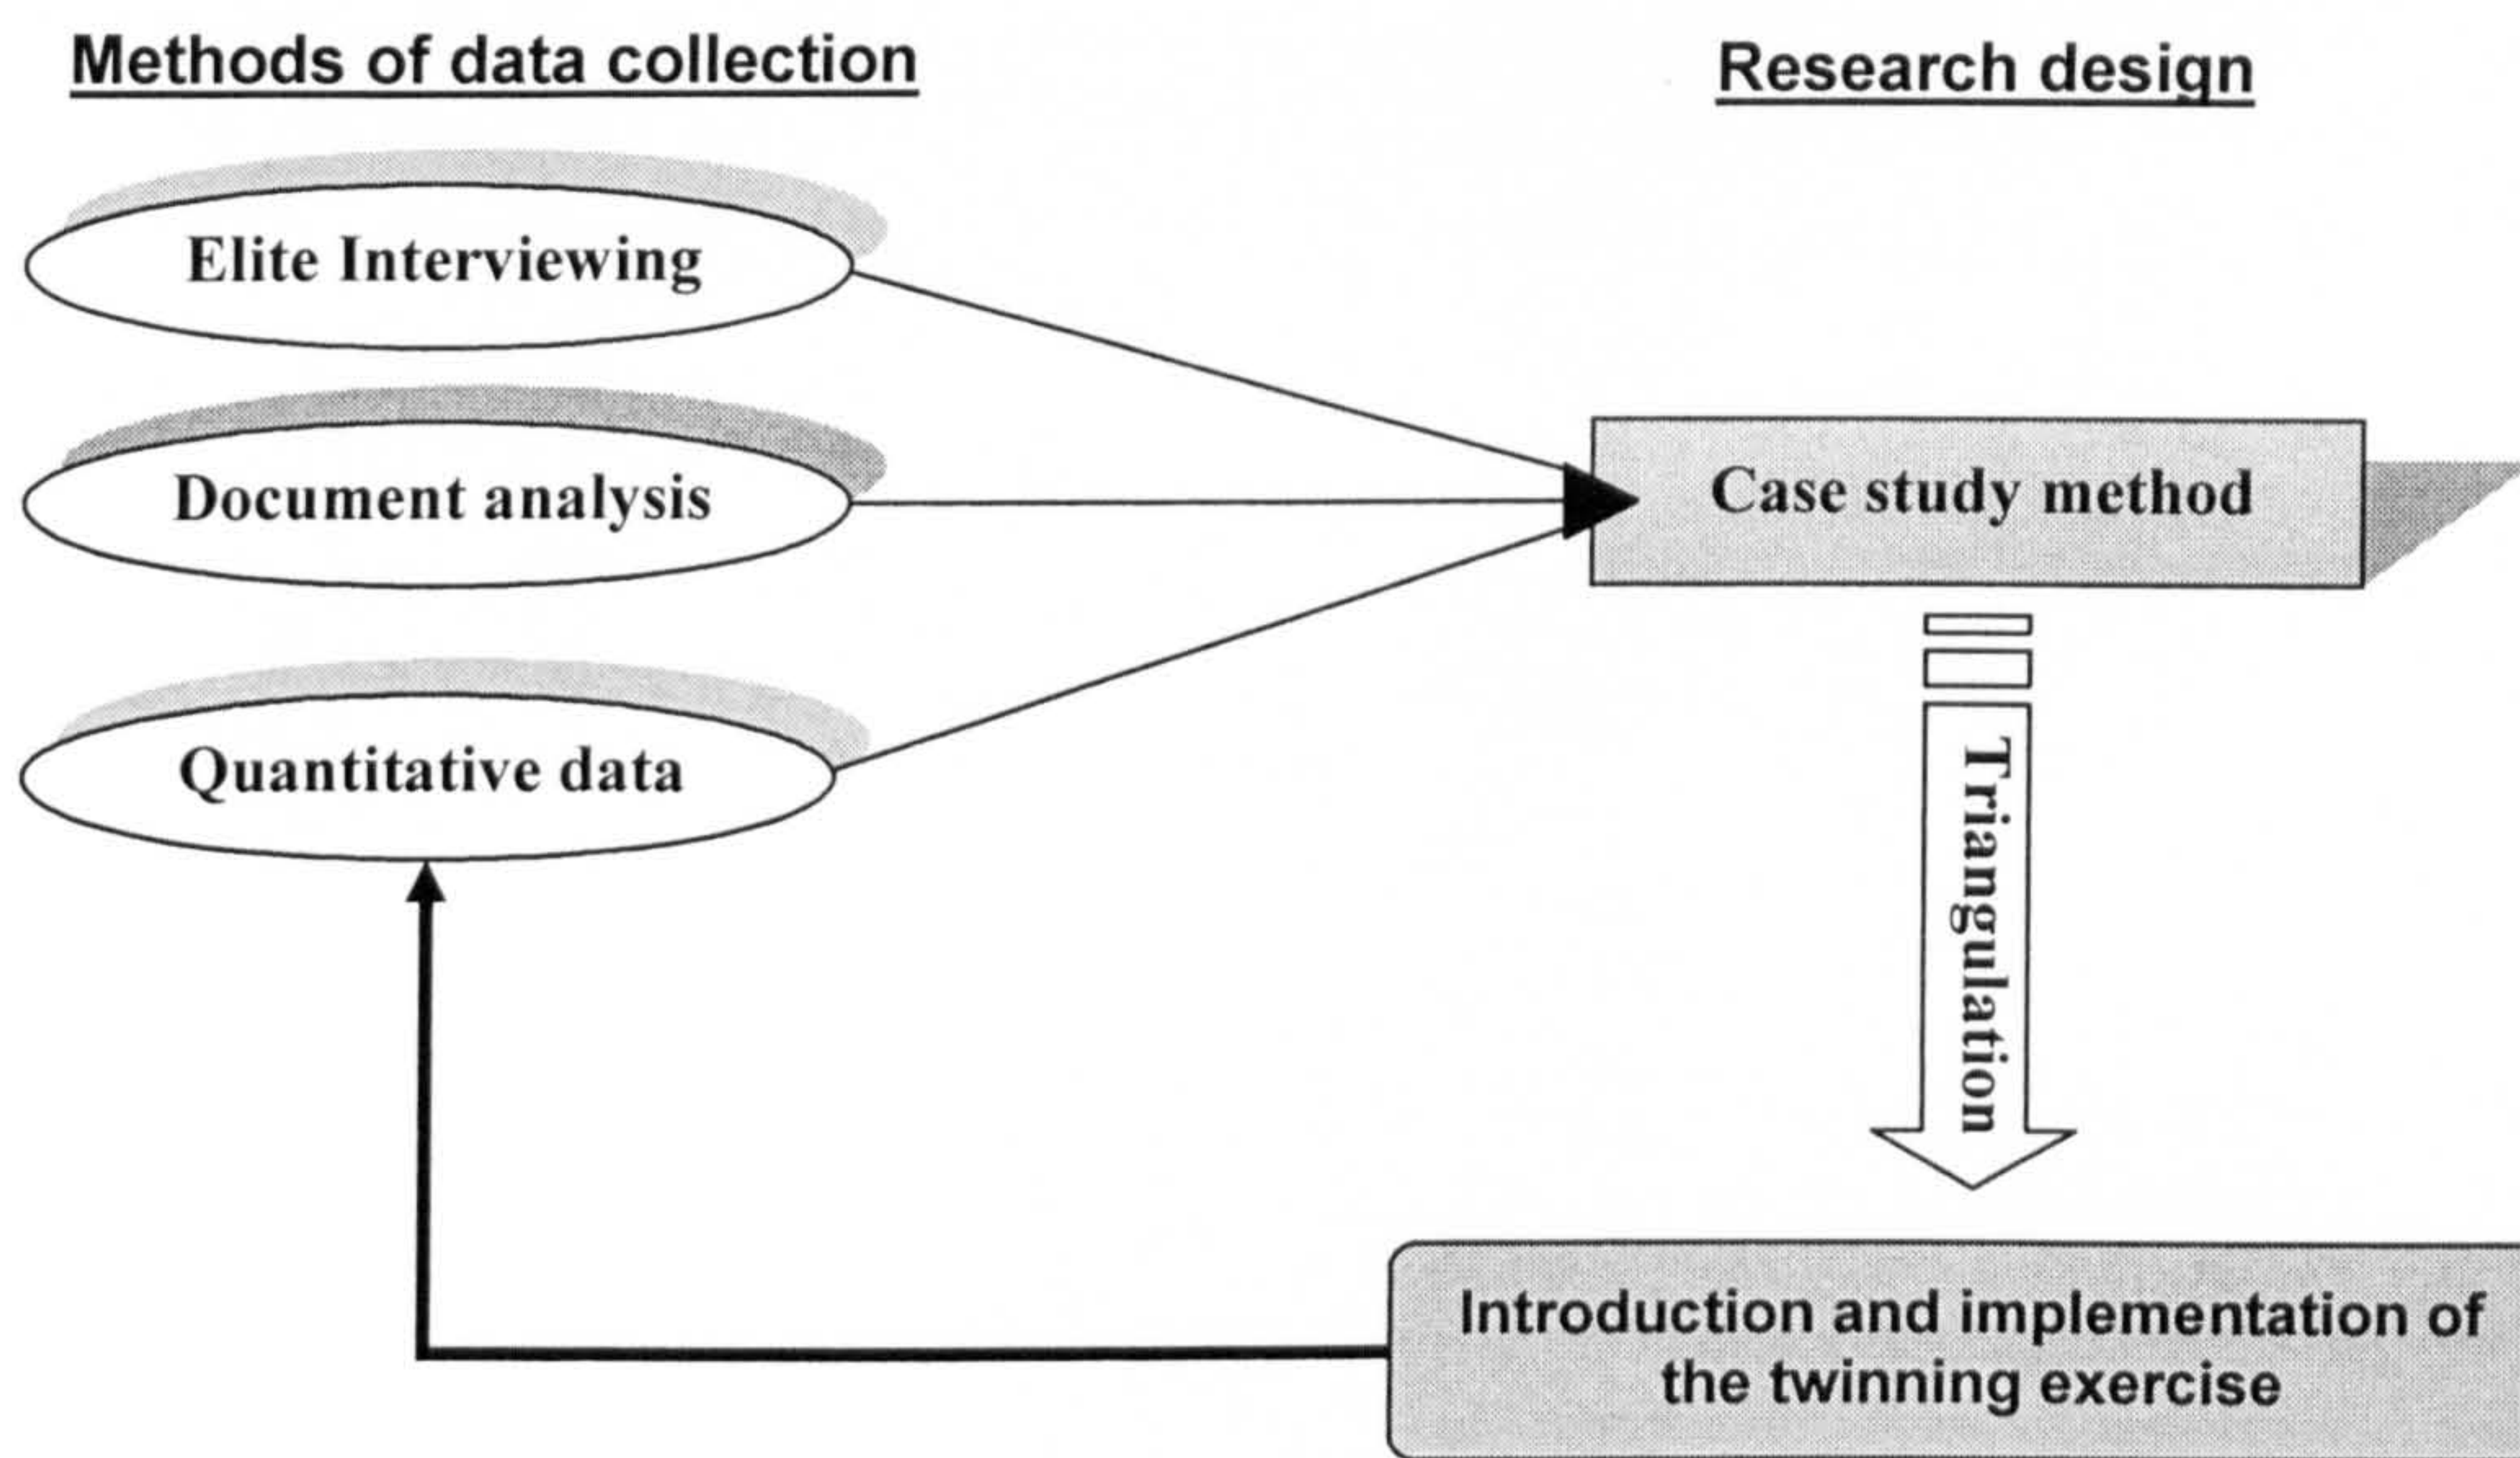 Methods of data collection
Research design
Elite Interviewing
Document analysis
Case study method
Quantitative data
Triangulation
Introduction and implementation of
the twinning exercise